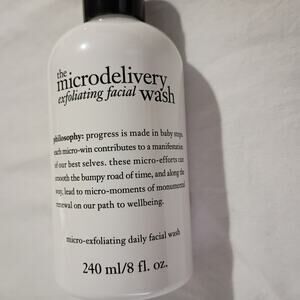 the
microdelivery
exfoliating facial wash
philosophy: progress is made in baby steps.
each micro-win contributes to a manifestation
of our best selves. these micro-efforts can
smooth the bumpy road of time, and along the
way, lead to micro-moments of monumental
renewal on our path to wellbeing.
micro-exfoliating daily facial wash
240 ml/8 fl. oz.